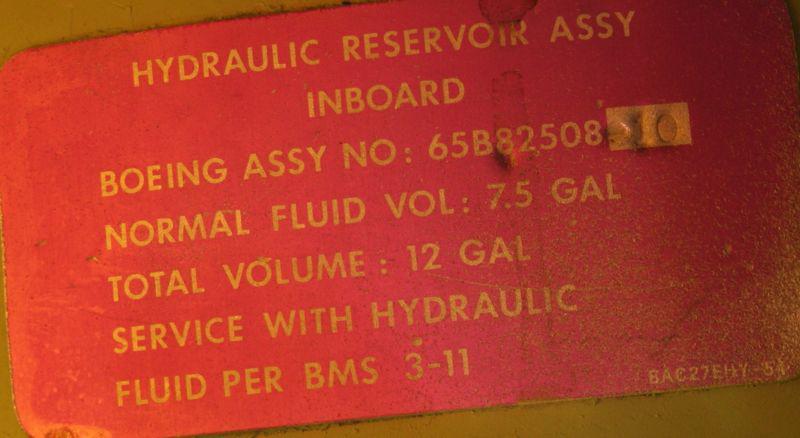 HYDRAULIC RESERVOIR ASSY
INBOARD
BOEING ASSY NO: 65B82508-10
NORMAL FLUID VOL: 7.5 GAL
TOTAL VOLUME: 12 GAL
SERVICE WITH HYDRAULIC
FLUID PER BMS 3-11
BAC27EHY-54